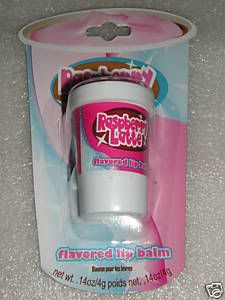 Raspberry
Raspberry
Latte
flavored lip balm
flavored lip balm
Baume pour les lèvres
net wt. .14oz/4g poids net, .14oz/4g